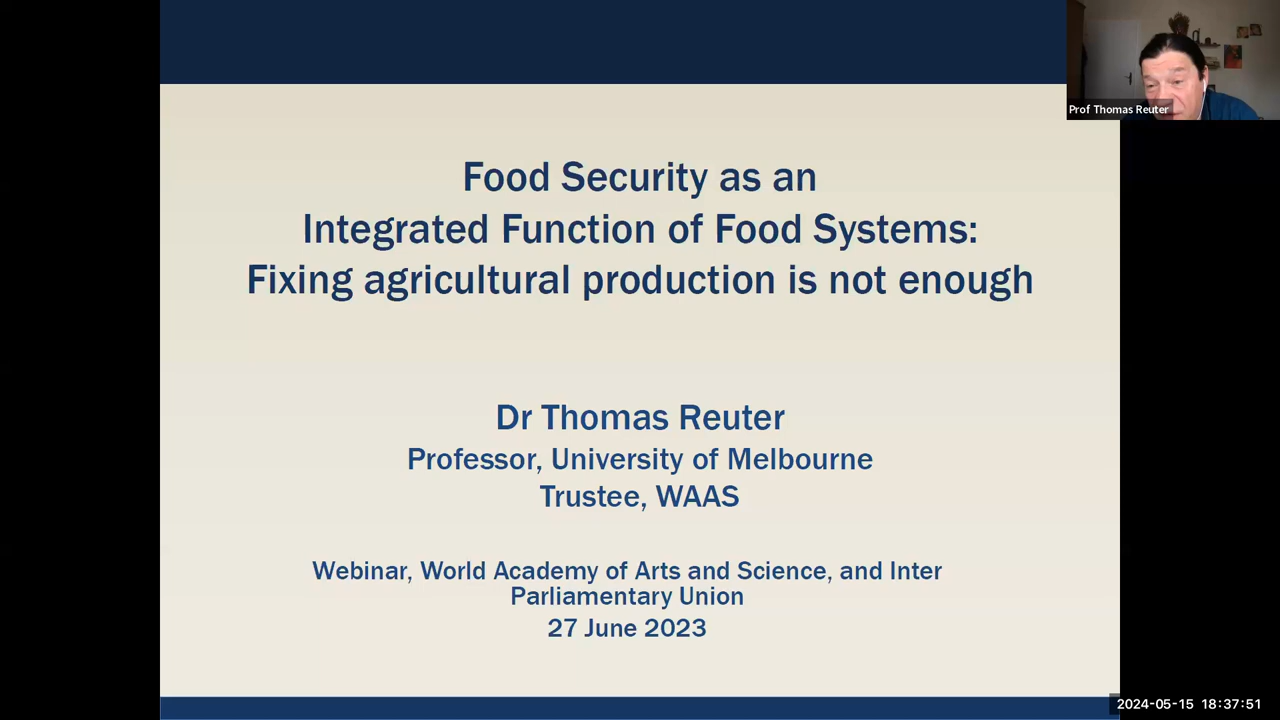 Prof Thomas Reuter
Food Security as an
Integrated Function of Food Systems:
Fixing agricultural production is not enough
Dr Thomas Reuter
Professor, University of Melbourne
Trustee, WAAS
Webinar, World Academy of Arts and Science, and Inter
Parliamentary Union
27 June 2023
2024-05-15 18:37:51